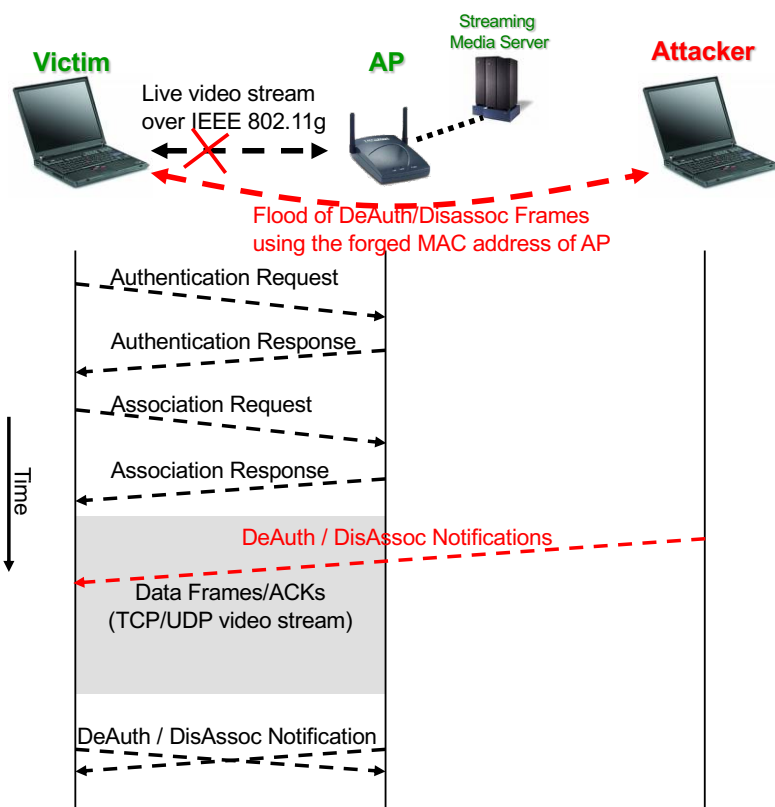 Streaming
Media Server
Victim
AP
Attacker
Live video stream
over IEEE 802.11g
Flood of DeAuth/Disassoc Frames
using the forged MAC address of AP
Authentication Request
Authentication Response
Association Request
Association Response
Time
DeAuth / DisAssoc Notifications
Data Frames/ACKs
(TCP/UDP video stream)
DeAuth / DisAssoc Notification